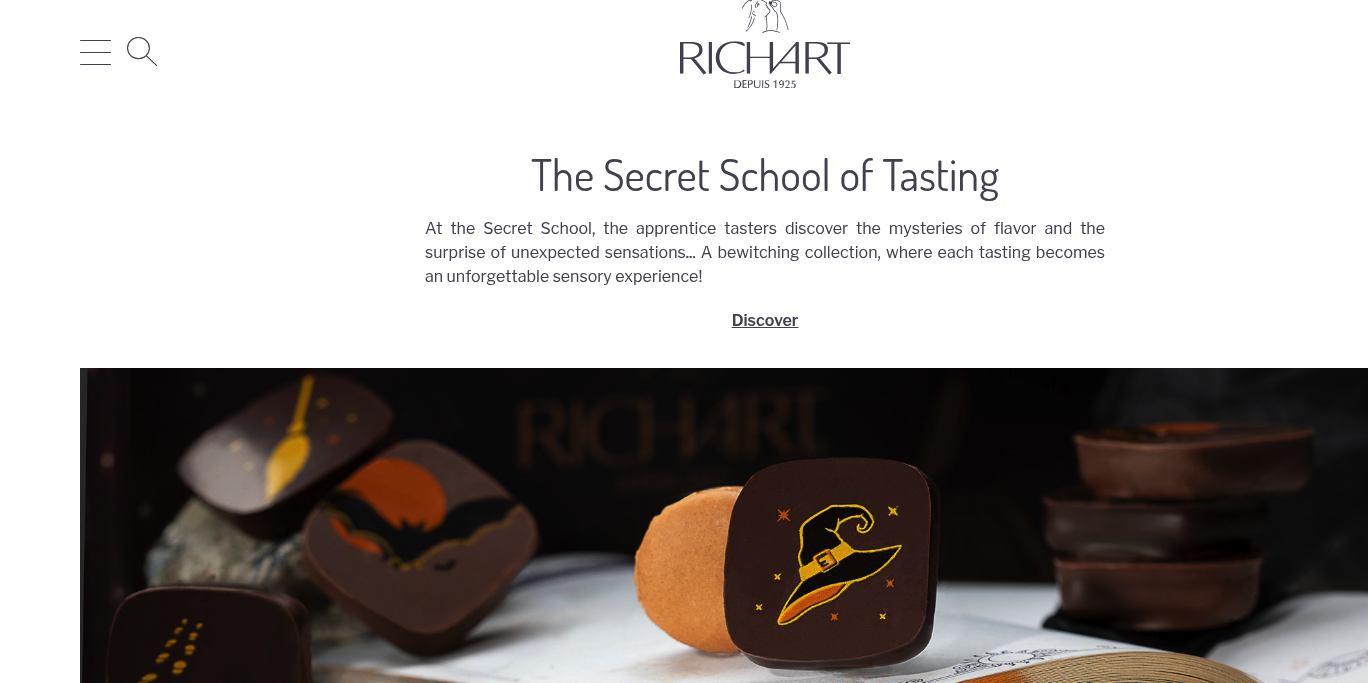 RICHART
DEPUIS 1925
The Secret School of Tasting
At the Secret School, the apprentice tasters discover the mysteries of flavor and the
surprise of unexpected sensations... A bewitching collection, where each tasting becomes
an unforgettable sensory experience!
Discover
RICHART